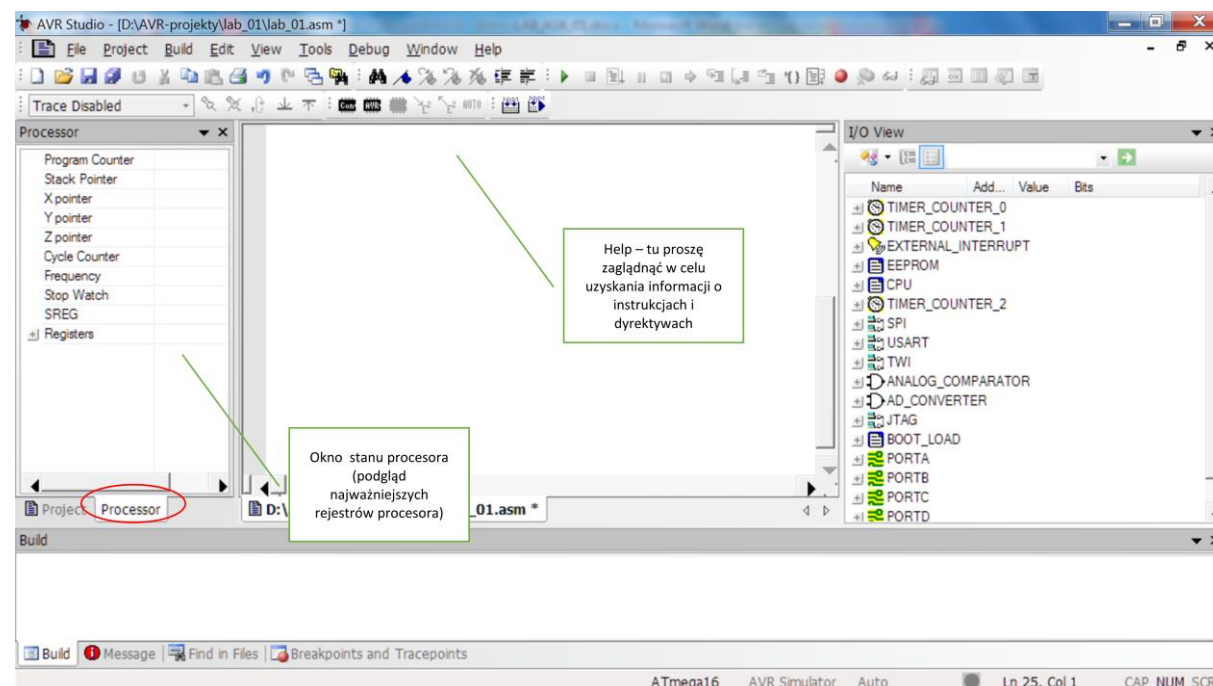 AVR Studio - [D:\AVR-projekty\lab_01\lab_01.asm *]
File Project Build Edit View Tools Debug Window Help
Trace Disabled
AUTO
Processor
Program Counter
Stack Pointer
X pointer
Y pointer
Z pointer
Cycle Counter
Frequency
Stop Watch
SREG
Registers
Project Processor
Help – tu proszę
zaglądnąć w celu
uzyskania informacji o
instrukcjach i
dyrektywach
Okno stanu procesora
(podgląd
najważniejszych
rejestrów procesora)
D:\ _01.asm *
I/O View
Name Add... Value Bits
TIMER_COUNTER_0
TIMER_COUNTER_1
EXTERNAL_INTERRUPT
EEPROM
CPU
TIMER_COUNTER_2
SPI
USART
TWI
ANALOG_COMPARATOR
AD_CONVERTER
JTAG
BOOT_LOAD
PORTA
PORTB
PORTC
PORTD
Build
Build Message Find in Files Breakpoints and Tracepoints
ATmega16 AVR Simulator Auto Ln 25, Col 1 CAP NUM SCR